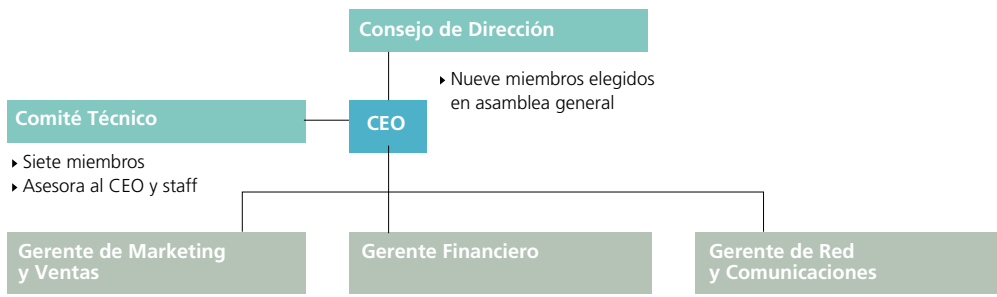 Consejo de Dirección
▸ Nueve miembros elegidos
en asamblea general
Comité Técnico
CEO
▸ Siete miembros
▸ Asesora al CEO y staff
Gerente de Marketing
y Ventas
Gerente Financiero
Gerente de Red
y Comunicaciones